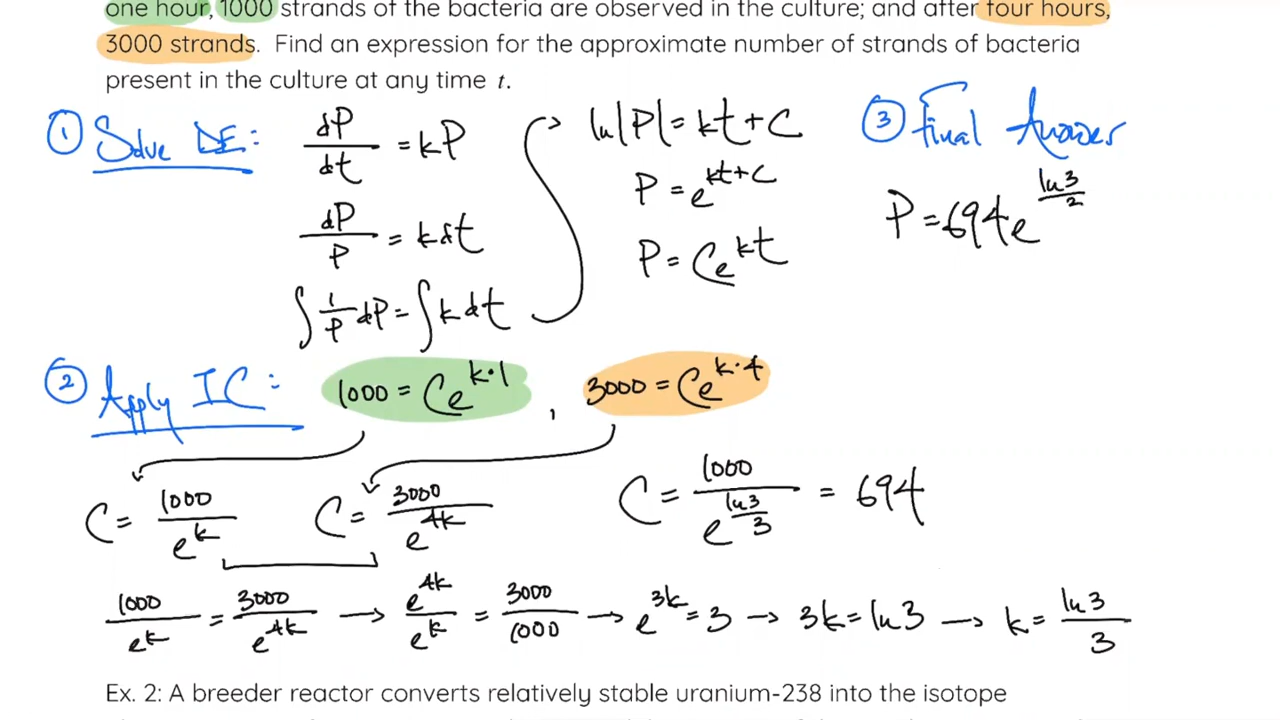 one hour, 1000 strands of the bacteria are observed in the culture; and after four hours,
3000 strands. Find an expression for the approximate number of strands of bacteria
present in the culture at any time t.
① Solve DE:
dP/dt = kP
dP/P = kdt
∫ 1/P dP = ∫ k dt
ln|P| = kt + C
P = e^{kt+C}
P = Ce^{kt}
③ Final Answer
P = 694e^{ln3/2}
② Apply IC:
1000 = Ce^{k·1} , 3000 = Ce^{k·4}
C = 1000/e^{k}
C = 3000/e^{4k}
C = 1000/e^{ln3/3} = 694
1000/e^{k} = 3000/e^{4k} → e^{4k}/e^{k} = 3000/1000 → e^{3k} = 3 → 3k = ln3 → k = ln3/3
Ex. 2: A breeder reactor converts relatively stable uranium-238 into the isotope